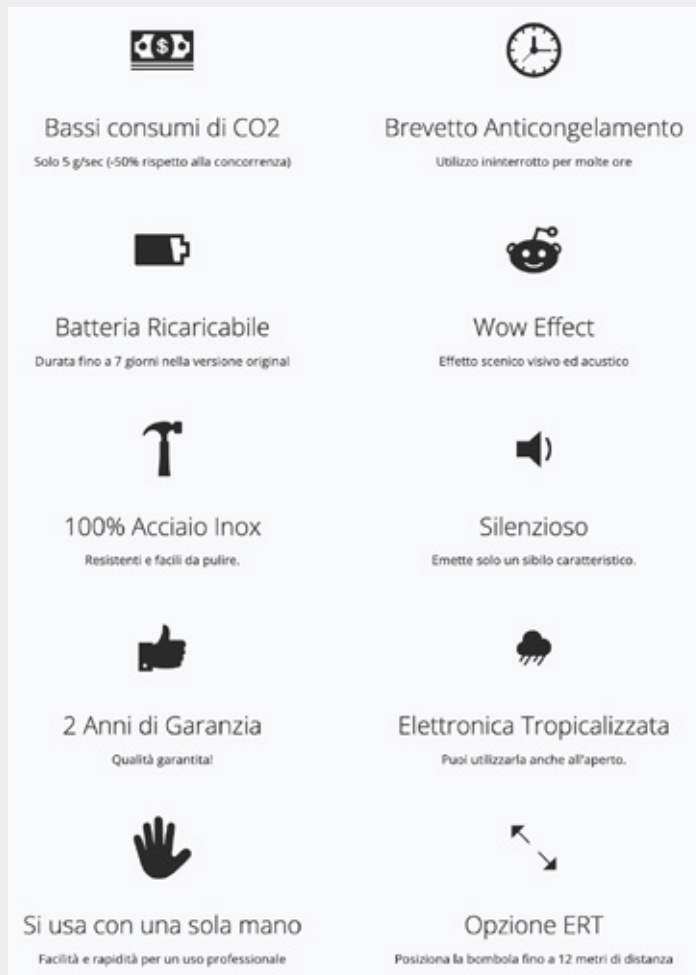 Bassi consumi di CO2
Solo 5 g/sec (-50% rispetto alla concorrenza)
Brevetto Anticongelamento
Utilizzo ininterrotto per molte ore
Batteria Ricaricabile
Durata fino a 7 giorni nella versione original
Wow Effect
Effetto scenico visivo ed acustico
100% Acciaio Inox
Resistenti e facili da pulire.
Silenzioso
Emette solo un sibilo caratteristico.
2 Anni di Garanzia
Qualità garantita!
Elettronica Tropicalizzata
Puoi utilizzarla anche all'aperto.
Si usa con una sola mano
Facilità e rapidità per un uso professionale
Opzione ERT
Posiziona la bombola fino a 12 metri di distanza